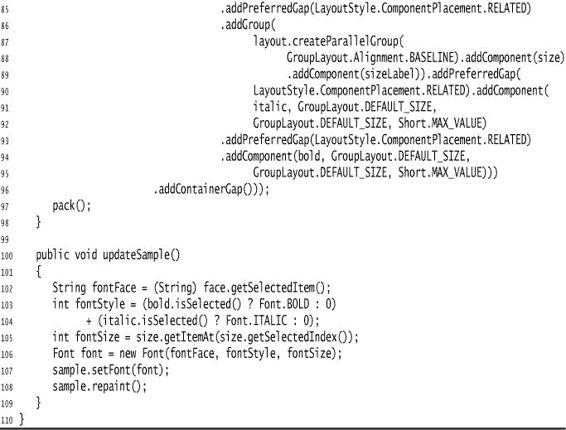 85 .addPreferredGap(LayoutStyle.ComponentPlacement.RELATED)
86 .addGroup(
87 layout.createParallelGroup(
88 GroupLayout.Alignment.BASELINE).addComponent(size)
89 .addComponent(sizeLabel)).addPreferredGap(
90 LayoutStyle.ComponentPlacement.RELATED).addComponent(
91 italic, GroupLayout.DEFAULT_SIZE,
92 GroupLayout.DEFAULT_SIZE, Short.MAX_VALUE)
93 .addPreferredGap(LayoutStyle.ComponentPlacement.RELATED)
94 .addComponent(bold, GroupLayout.DEFAULT_SIZE,
95 GroupLayout.DEFAULT_SIZE, Short.MAX_VALUE)))
96 .addContainerGap()));
97 pack();
98 }
99
100 public void updateSample()
101 {
102 String fontFace = (String) face.getSelectedItem();
103 int fontStyle = (bold.isSelected() ? Font.BOLD : 0)
104 + (italic.isSelected() ? Font.ITALIC : 0);
105 int fontSize = size.getItemAt(size.getSelectedIndex());
106 Font font = new Font(fontFace, fontStyle, fontSize);
107 sample.setFont(font);
108 sample.repaint();
109 }
110 }